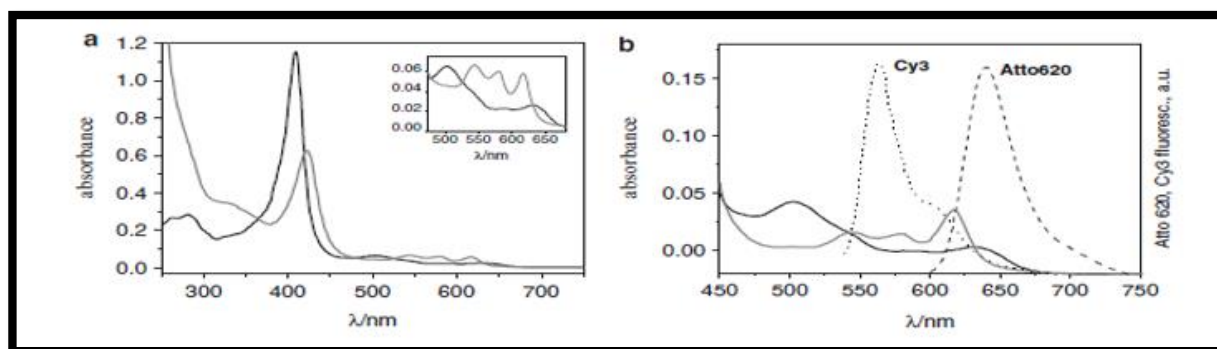 a
1.2
1.0
0.8
0.6
0.4
0.2
0.0
absorbance
300 400 500 600 700
λ/nm
0.06
0.04
0.02
0.00
500 550 600 650
λ/nm
b
Cy3
Atto620
0.15
0.10
0.05
0.00
absorbance
450 500 550 600 650 700 750
λ/nm
Atto 620, Cy3 fluoresc., a.u.